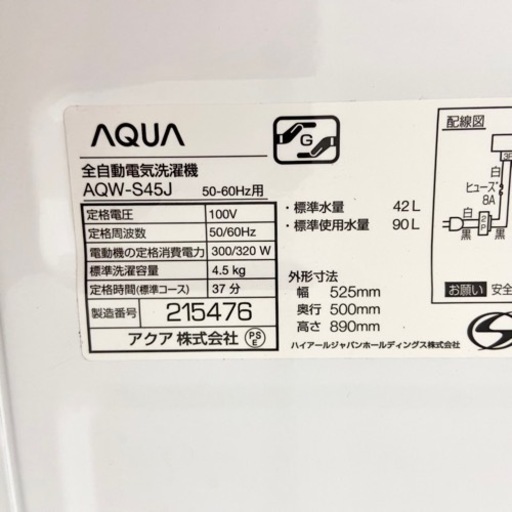 AQUA
G
全自動電気洗濯機
AQW-S45J 50-60Hz用
定格電圧 100V
定格周波数 50/60Hz
電動機の定格消費電力 300/320 W
標準洗濯容量 4.5 kg
定格時間(標準コース) 37 分
製造番号 215476
アクア 株式会社 PSE
・標準水量 42 L
・標準使用水量 90 L
外形寸法
幅 525mm
奥行 500mm
高さ 890mm
ハイアールジャパンホールディングス株式会社
配線図
白
ヒューズ
8A
白
黒
黒
お願い 安全
S